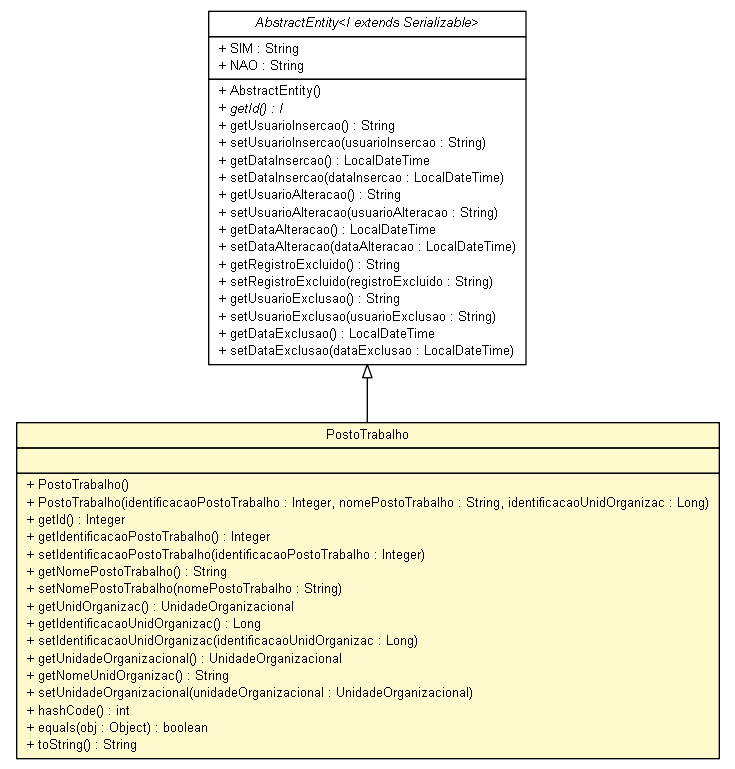 AbstractEntity<I extends Serializable>
+ SIM : String
+ NAO : String
+ AbstractEntity()
+ getId() : I
+ getUsuarioInsercao() : String
+ setUsuarioInsercao(usuarioInsercao : String)
+ getDataInsercao() : LocalDateTime
+ setDataInsercao(dataInsercao : LocalDateTime)
+ getUsuarioAlteracao() : String
+ setUsuarioAlteracao(usuarioAlteracao : String)
+ getDataAlteracao() : LocalDateTime
+ setDataAlteracao(dataAlteracao : LocalDateTime)
+ getRegistroExcluido() : String
+ setRegistroExcluido(registroExcluido : String)
+ getUsuarioExclusao() : String
+ setUsuarioExclusao(usuarioExclusao : String)
+ getDataExclusao() : LocalDateTime
+ setDataExclusao(dataExclusao : LocalDateTime)
PostoTrabalho
+ PostoTrabalho()
+ PostoTrabalho(identificacaoPostoTrabalho : Integer, nomePostoTrabalho : String, identificacaoUnidOrganizac : Long)
+ getId() : Integer
+ getIdentificacaoPostoTrabalho() : Integer
+ setIdentificacaoPostoTrabalho(identificacaoPostoTrabalho : Integer)
+ getNomePostoTrabalho() : String
+ setNomePostoTrabalho(nomePostoTrabalho : String)
+ getUnidOrganizac() : UnidadeOrganizacional
+ getIdentificacaoUnidOrganizac() : Long
+ setIdentificacaoUnidOrganizac(identificacaoUnidOrganizac : Long)
+ getUnidadeOrganizacional() : UnidadeOrganizacional
+ getNomeUnidOrganizac() : String
+ setUnidadeOrganizacional(unidadeOrganizacional : UnidadeOrganizacional)
+ hashCode() : int
+ equals(obj : Object) : boolean
+ toString() : String